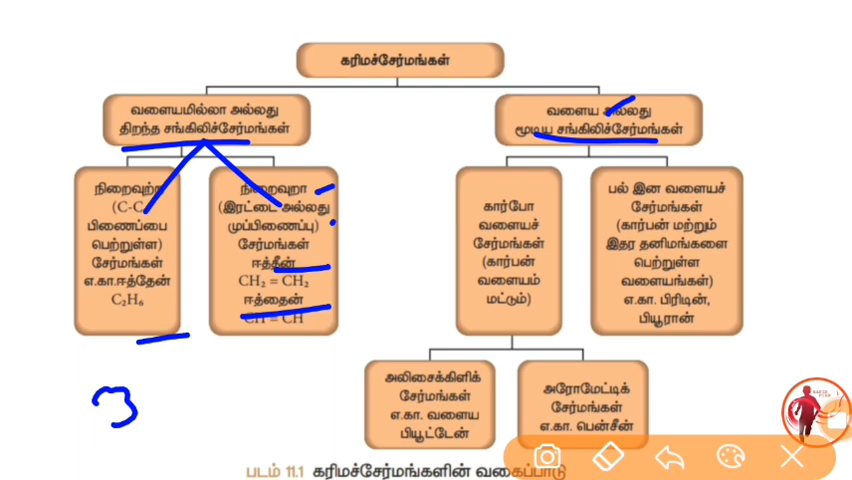 கரிமச்சேர்மங்கள்
வளையமில்லா அல்லது
திறந்த சங்கிலிச்சேர்மங்கள்
வளைய அல்லது
மூடிய சங்கிலிச்சேர்மங்கள்
நிறைவுற்ற
(C-C
பிணைப்பை
பெற்றுள்ள)
சேர்மங்கள்
எ.கா.ஈத்தேன்
C₂H₆
நிறைவுறா
(இரட்டை அல்லது
முப்பிணைப்பு)
சேர்மங்கள்
ஈத்தீன்
CH₂ = CH₂
ஈத்தைன்
CH = CH
கார்போ
வளையச்
சேர்மங்கள்
(கார்பன்
வளையம்
மட்டும்)
பல் இன வளையச்
சேர்மங்கள்
(கார்பன் மற்றும்
இதர தனிமங்களை
பெற்றுள்ள
வளையங்கள்)
எ.கா. பிரிடின்,
பியூரான்
அலிசைக்கிளிக்
சேர்மங்கள்
எ.கா. வளைய
பியூட்டேன்
அரோமேட்டிக்
சேர்மங்கள்
எ.கா. பென்சீன்
3
படம் 11.1 கரிமச்சேர்மங்களின் வகைப்பாடு